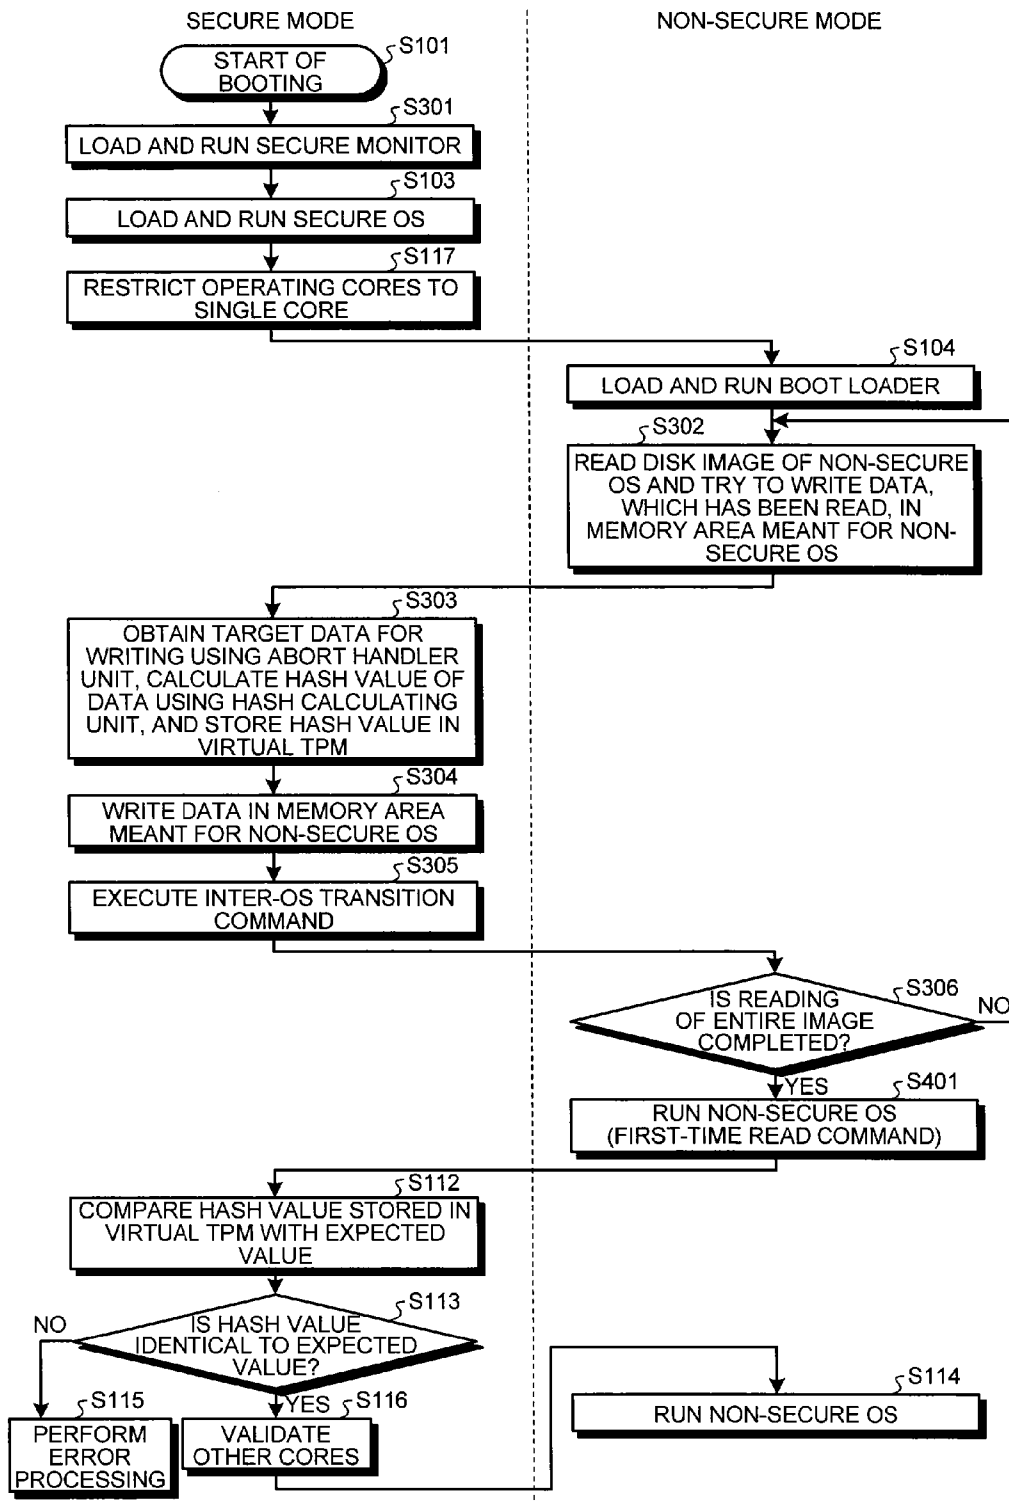 SECURE MODE
NON-SECURE MODE
S101
START OF
BOOTING
S301
LOAD AND RUN SECURE MONITOR
S103
LOAD AND RUN SECURE OS
S117
RESTRICT OPERATING CORES TO
SINGLE CORE
S104
LOAD AND RUN BOOT LOADER
S302
READ DISK IMAGE OF NON-SECURE
OS AND TRY TO WRITE DATA,
WHICH HAS BEEN READ, IN
MEMORY AREA MEANT FOR NON-
SECURE OS
S303
OBTAIN TARGET DATA FOR
WRITING USING ABORT HANDLER
UNIT, CALCULATE HASH VALUE OF
DATA USING HASH CALCULATING
UNIT, AND STORE HASH VALUE IN
VIRTUAL TPM
S304
WRITE DATA IN MEMORY AREA
MEANT FOR NON-SECURE OS
S305
EXECUTE INTER-OS TRANSITION
COMMAND
S306
IS READING
OF ENTIRE IMAGE
COMPLETED?
NO
YES
S401
RUN NON-SECURE OS
(FIRST-TIME READ COMMAND)
S112
COMPARE HASH VALUE STORED IN
VIRTUAL TPM WITH EXPECTED
VALUE
S113
IS HASH VALUE
IDENTICAL TO EXPECTED
VALUE?
NO
YES
S115
PERFORM
ERROR
PROCESSING
S116
VALIDATE
OTHER CORES
S114
RUN NON-SECURE OS